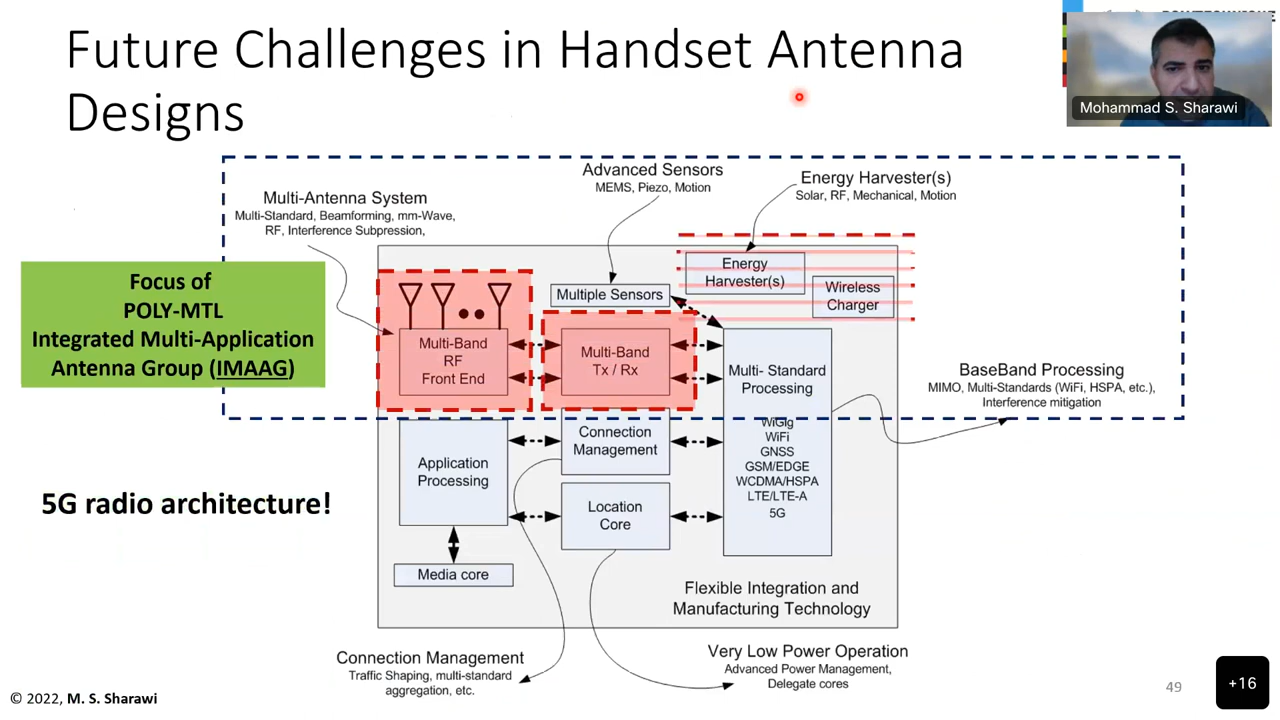 POLYTECHNIQUE
Future Challenges in Handset Antenna
Designs
Mohammad S. Sharawi
Advanced Sensors
MEMS, Piezo, Motion
Energy Harvester(s)
Solar, RF, Mechanical, Motion
Multi-Antenna System
Multi-Standard, Beamforming, mm-Wave,
RF, Interference Subpression,
Focus of
POLY-MTL
Integrated Multi-Application
Antenna Group (IMAAG)
Energy
Harvester(s)
Wireless
Charger
Multiple Sensors
Multi-Band
RF
Front End
Multi-Band
Tx / Rx
Multi- Standard
Processing
WiGig
WiFi
GNSS
GSM/EDGE
WCDMA/HSPA
LTE/LTE-A
5G
BaseBand Processing
MIMO, Multi-Standards (WiFi, HSPA, etc.),
Interference mitigation
Connection
Management
Application
Processing
Location
Core
5G radio architecture!
Media core
Flexible Integration and
Manufacturing Technology
Connection Management
Traffic Shaping, multi-standard
aggregation, etc.
Very Low Power Operation
Advanced Power Management,
Delegate cores
© 2022, M. S. Sharawi
49
+16